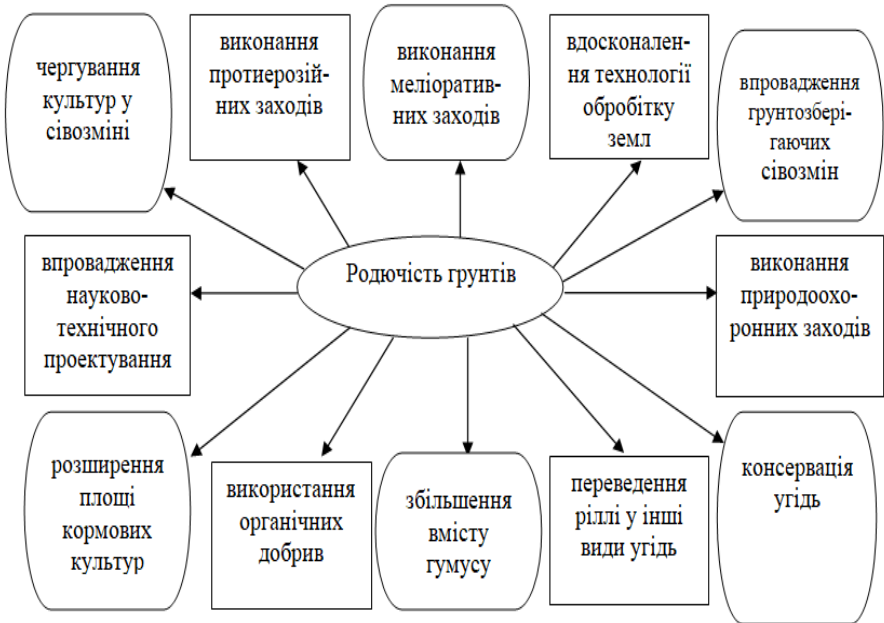 чергування
культур у
сівозміні
виконання
протиерозій-
них заходів
виконання
меліоратив-
них заходів
вдосконален-
ня технології
обробітку
земл
впровадження
грунтозбері-
гаючих
сівозмін
впровадження
науково-
технічного
проектування
Родючість грунтів
виконання
природоохо-
ронних заходів
розширення
площі
кормових
культур
використання
органічних
добрив
збільшення
вмісту
гумусу
переведення
ріллі у інші
види угідь
консервація
угідь